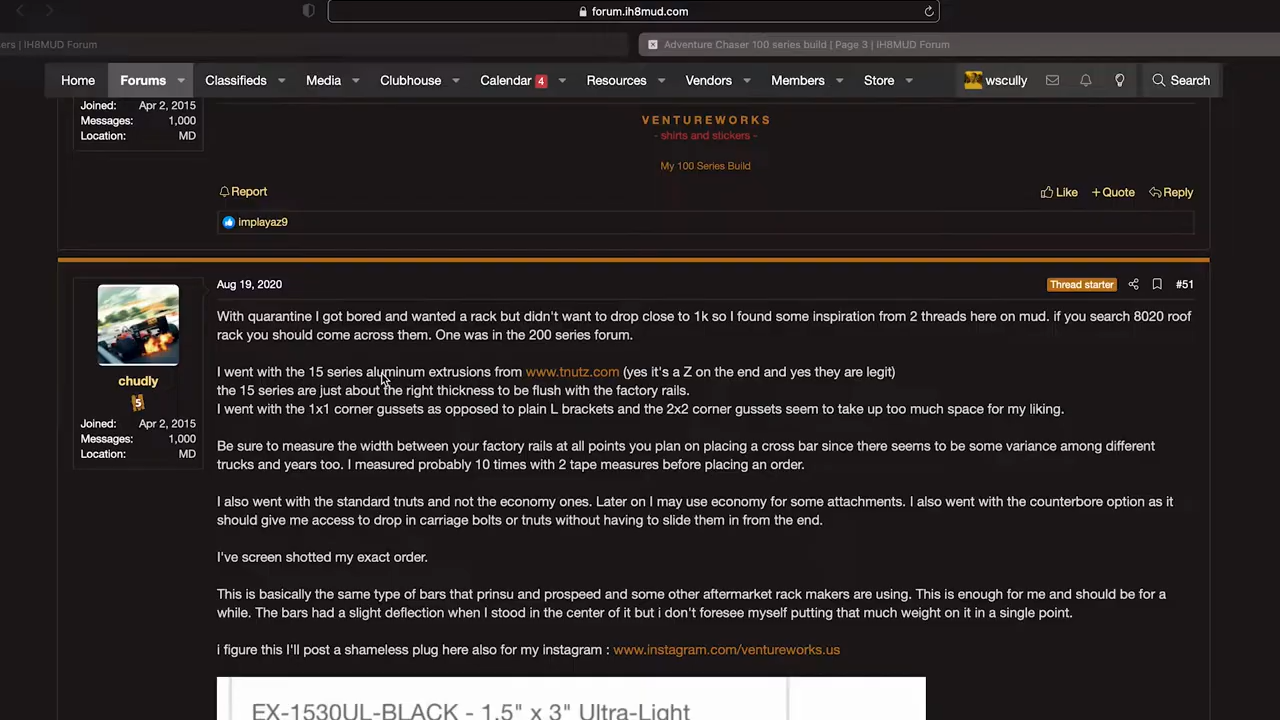 forum.ih8mud.com
ers | IH8MUD Forum
Adventure Chaser 100 series build | Page 3 | IH8MUD Forum
Home Forums Classifieds Media Clubhouse Calendar 4 Resources Vendors Members Store wscully Search
Joined: Apr 2, 2015
Messages: 1,000
Location: MD
VENTUREWORKS
- shirts and stickers -
My 100 Series Build
Report Like + Quote Reply
implayaz9
Aug 19, 2020 Thread starter #51
chudly
5
Joined: Apr 2, 2015
Messages: 1,000
Location: MD
With quarantine I got bored and wanted a rack but didn't want to drop close to 1k so I found some inspiration from 2 threads here on mud. if you search 8020 roof
rack you should come across them. One was in the 200 series forum.
I went with the 15 series aluminum extrusions from www.tnutz.com (yes it's a Z on the end and yes they are legit)
the 15 series are just about the right thickness to be flush with the factory rails.
I went with the 1x1 corner gussets as opposed to plain L brackets and the 2x2 corner gussets seem to take up too much space for my liking.
Be sure to measure the width between your factory rails at all points you plan on placing a cross bar since there seems to be some variance among different
trucks and years too. I measured probably 10 times with 2 tape measures before placing an order.
I also went with the standard tnuts and not the economy ones. Later on I may use economy for some attachments. I also went with the counterbore option as it
should give me access to drop in carriage bolts or tnuts without having to slide them in from the end.
I've screen shotted my exact order.
This is basically the same type of bars that prinsu and prospeed and some other aftermarket rack makers are using. This is enough for me and should be for a
while. The bars had a slight deflection when I stood in the center of it but i don't foresee myself putting that much weight on it in a single point.
i figure this I'll post a shameless plug here also for my instagram : www.instagram.com/ventureworks.us
EX-1530UL-BLACK - 1.5" x 3" Ultra-Light